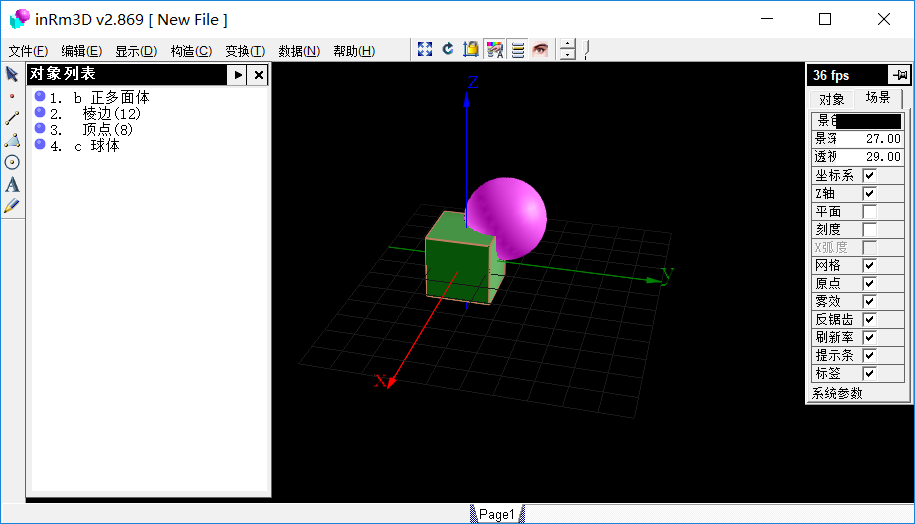 inRm3D v2.869 [ New File ]
文件(F) 编辑(E) 显示(D) 构造(C) 变换(T) 数据(N) 帮助(H)
对象列表
1. b 正多面体
2. 棱边(12)
3. 顶点(8)
4. c 球体
Z
y
X
36 fps
对象 场景
景深 27.00
透视 29.00
坐标系
Z轴
平面
刻度
X弧度
网格
原点
雾效
反锯齿
刷新率
提示条
标签
系统参数
Page1